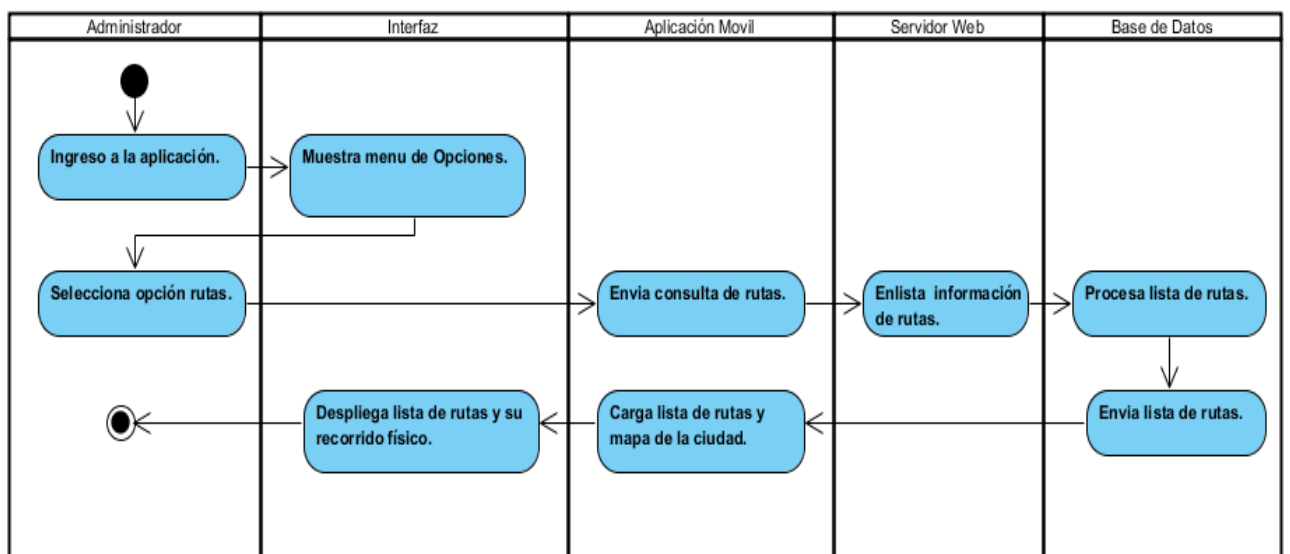 Administrador
Interfaz
Aplicación Movil
Servidor Web
Base de Datos
Ingreso a la aplicación.
Muestra menu de Opciones.
Selecciona opción rutas.
Envia consulta de rutas.
Enlista información
de rutas.
Procesa lista de rutas.
Despliega lista de rutas y su
recorrido físico.
Carga lista de rutas y
mapa de la ciudad.
Envia lista de rutas.